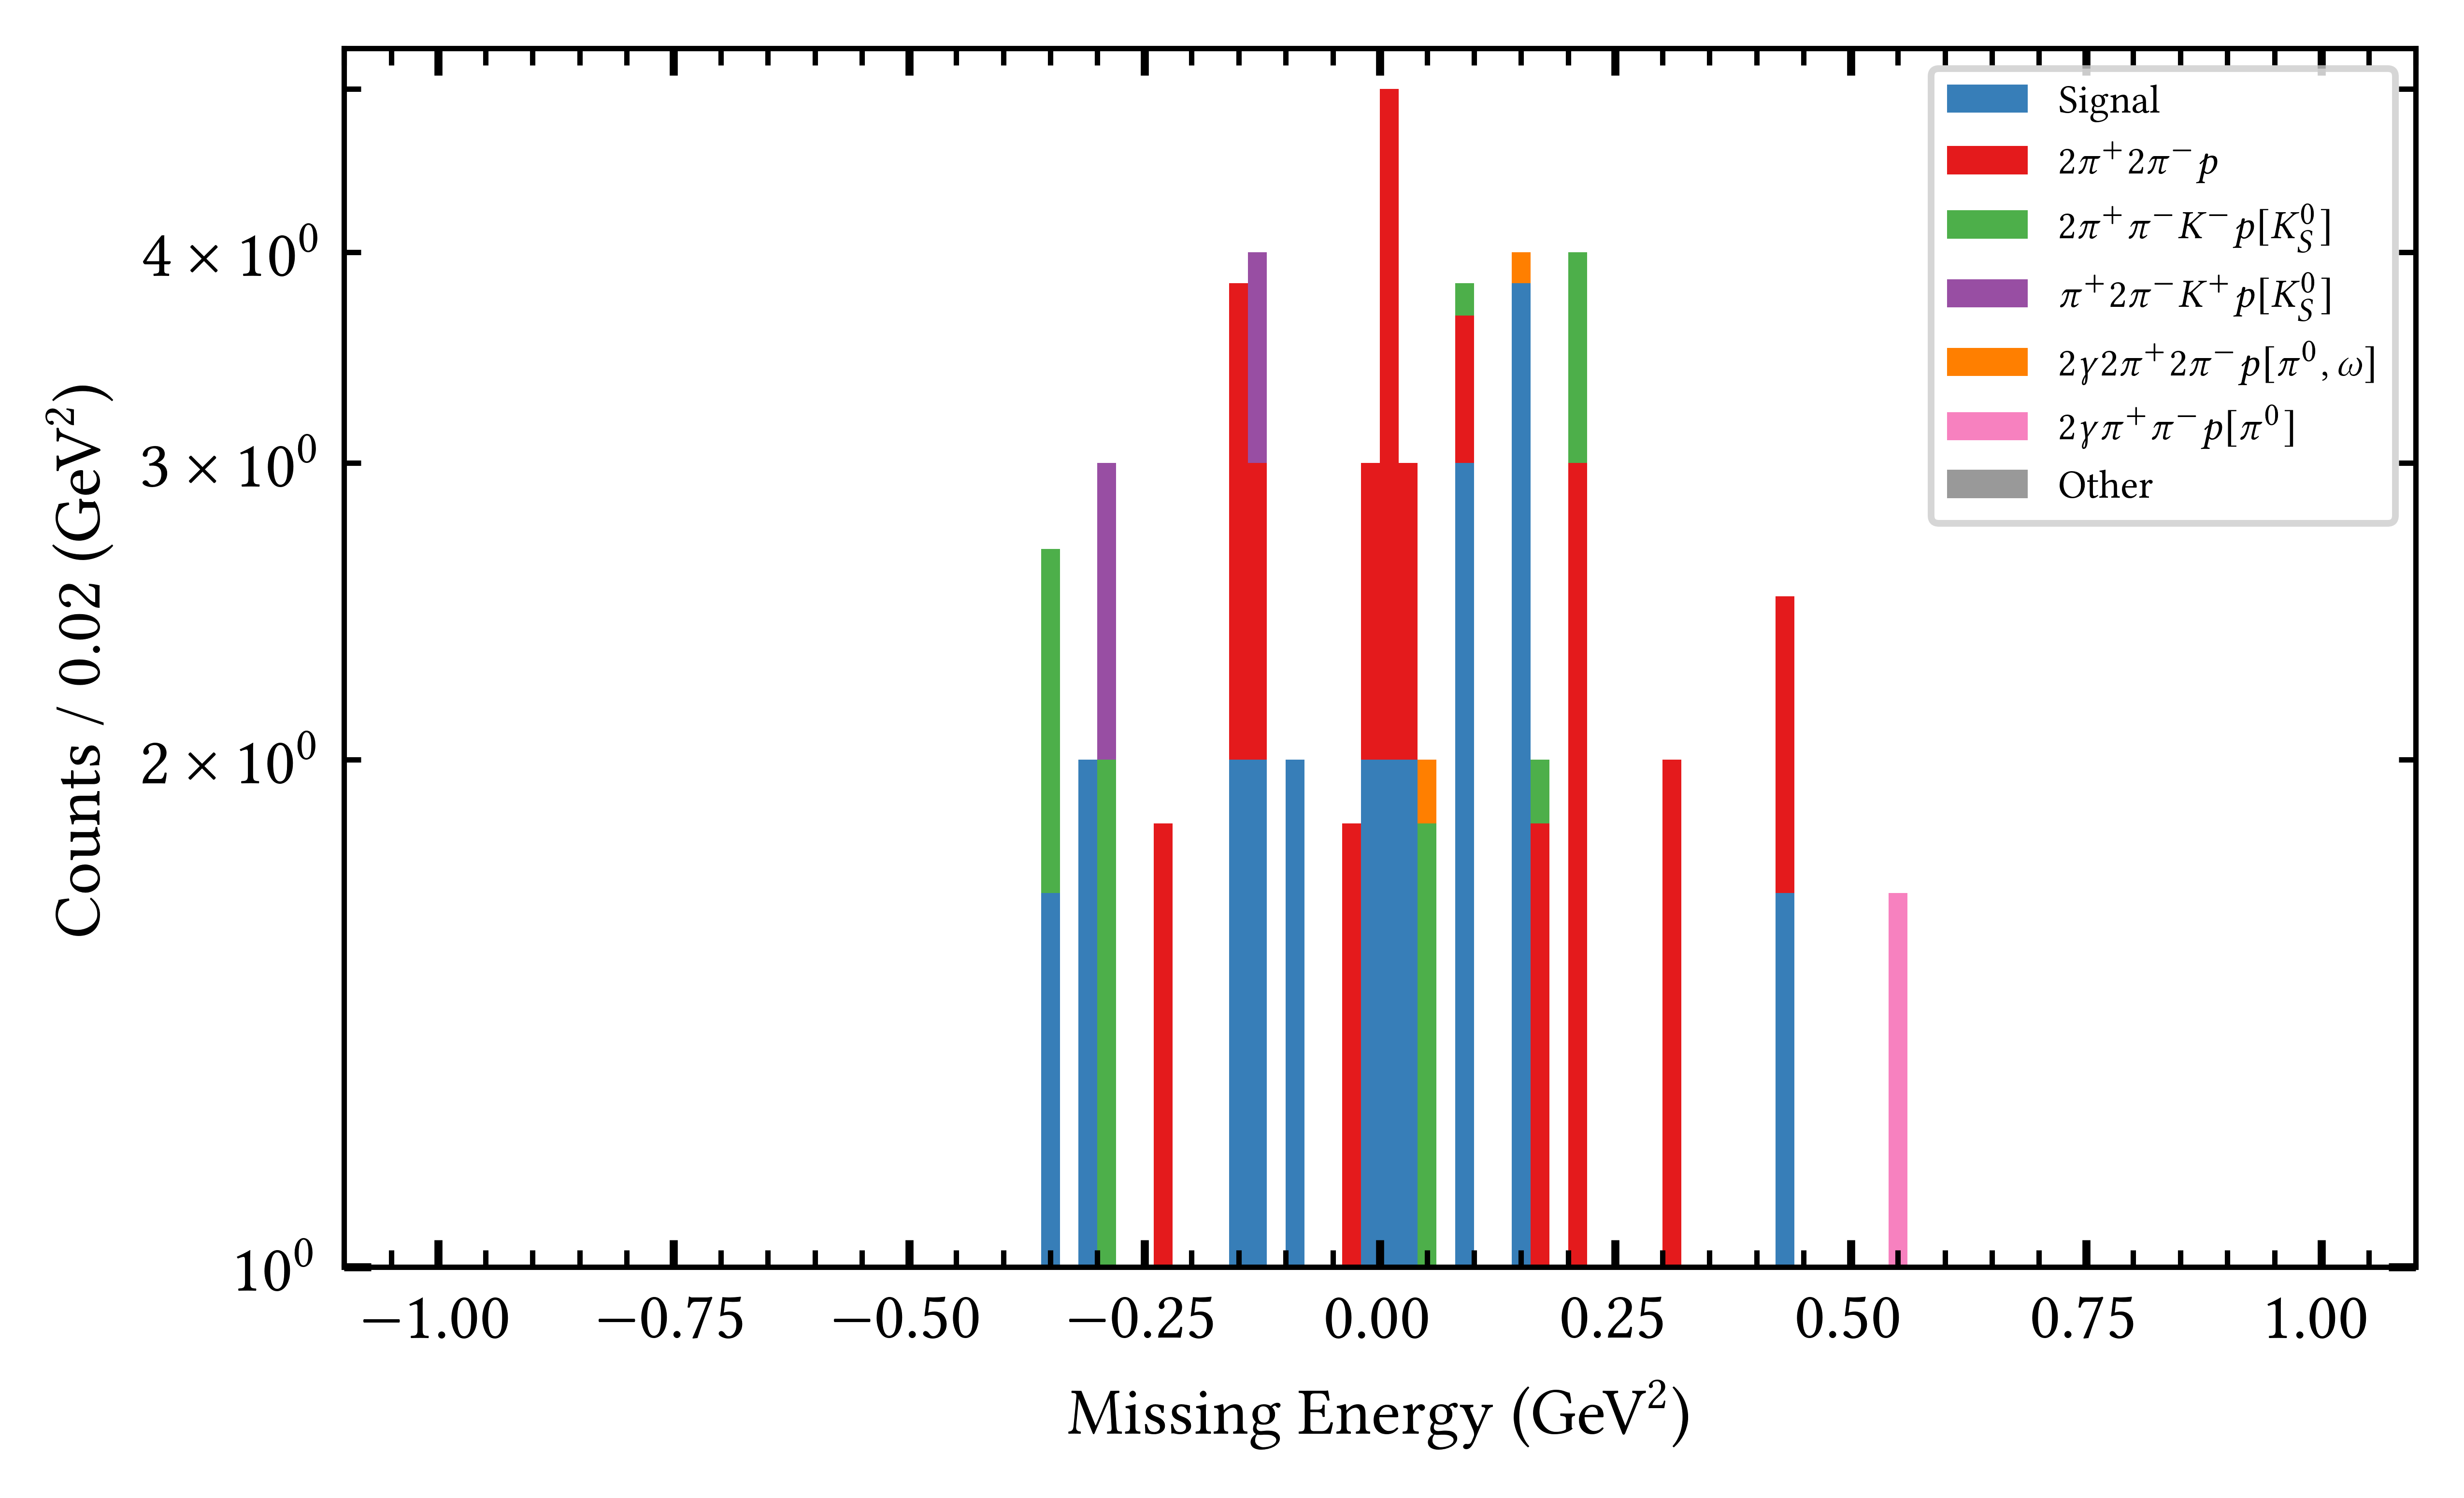 Counts / 0.02 (GeV²)
4 × 10⁰
3 × 10⁰
2 × 10⁰
10⁰
Signal
2π⁺2π⁻p
2π⁺π⁻K⁻p[K⁰_S]
π⁺2π⁻K⁺p[K⁰_S]
2γ2π⁺2π⁻p[π⁰, ω]
2γπ⁺π⁻p[π⁰]
Other
−1.00 −0.75 −0.50 −0.25 0.00 0.25 0.50 0.75 1.00
Missing Energy (GeV²)